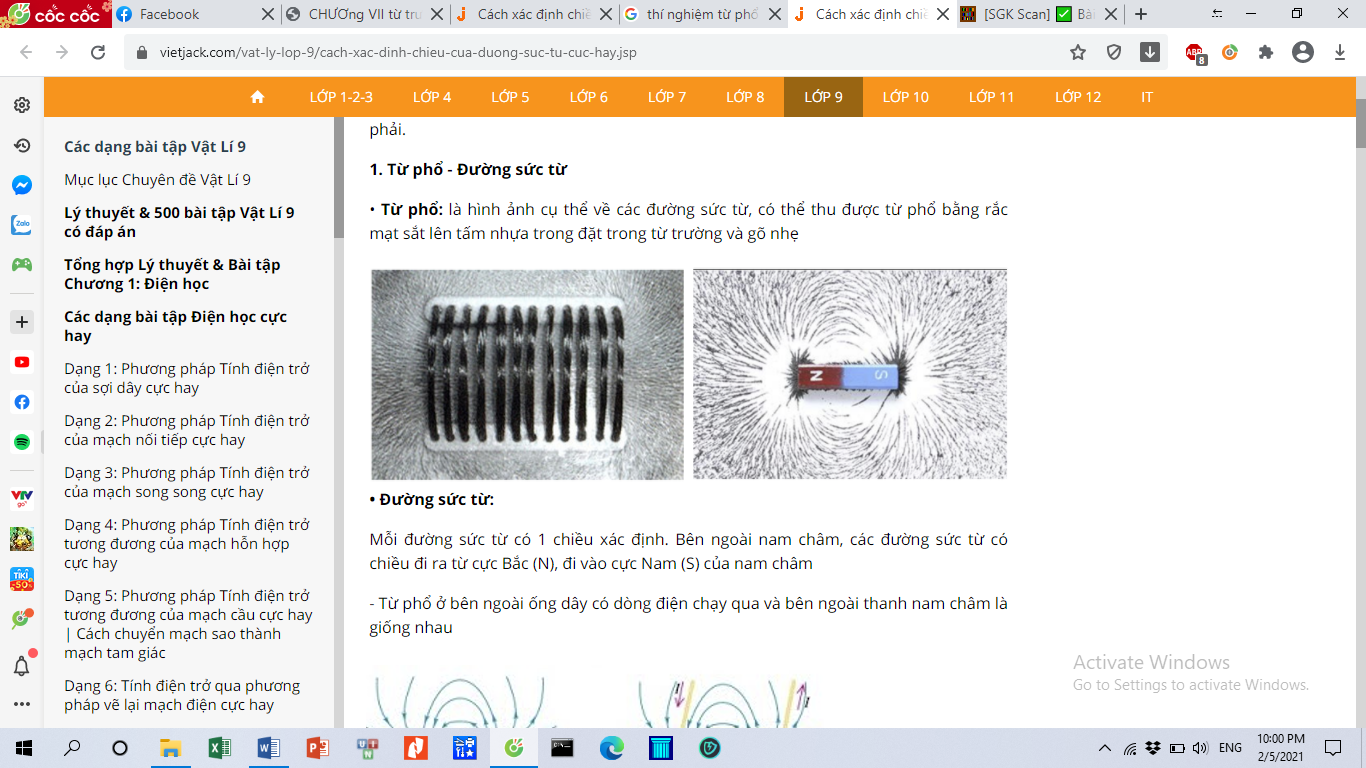 cốc cốc
Facebook
CHƯƠng VII từ trư
Cách xác định chiề
thí nghiệm từ phổ
Cách xác định chiề
[SGK Scan] ✅ Bài
vietjack.com/vat-ly-lop-9/cach-xac-dinh-chieu-cua-duong-suc-tu-cuc-hay.jsp
ABP
8
LỚP 1-2-3
LỚP 4
LỚP 5
LỚP 6
LỚP 7
LỚP 8
LỚP 9
LỚP 10
LỚP 11
LỚP 12
IT
Zalo
VTV
go
TIKI
-50%
Các dạng bài tập Vật Lí 9
Mục lục Chuyên đề Vật Lí 9
Lý thuyết & 500 bài tập Vật Lí 9
có đáp án
Tổng hợp Lý thuyết & Bài tập
Chương 1: Điện học
Các dạng bài tập Điện học cực
hay
Dạng 1: Phương pháp Tính điện trở
của sợi dây cực hay
Dạng 2: Phương pháp Tính điện trở
của mạch nối tiếp cực hay
Dạng 3: Phương pháp Tính điện trở
của mạch song song cực hay
Dạng 4: Phương pháp Tính điện trở
tương đương của mạch hỗn hợp
cực hay
Dạng 5: Phương pháp Tính điện trở
tương đương của mạch cầu cực hay
| Cách chuyển mạch sao thành
mạch tam giác
Dạng 6: Tính điện trở qua phương
pháp vẽ lại mạch điện cực hay
phải.
1. Từ phổ - Đường sức từ
• Từ phổ: là hình ảnh cụ thể về các đường sức từ, có thể thu được từ phổ bằng rắc
mạt sắt lên tấm nhựa trong đặt trong từ trường và gõ nhẹ
N
S
• Đường sức từ:
Mỗi đường sức từ có 1 chiều xác định. Bên ngoài nam châm, các đường sức từ có
chiều đi ra từ cực Bắc (N), đi vào cực Nam (S) của nam châm
- Từ phổ ở bên ngoài ống dây có dòng điện chạy qua và bên ngoài thanh nam châm là
giống nhau
I
I
Activate Windows
Go to Settings to activate Windows.
ENG
10:00 PM
2/5/2021